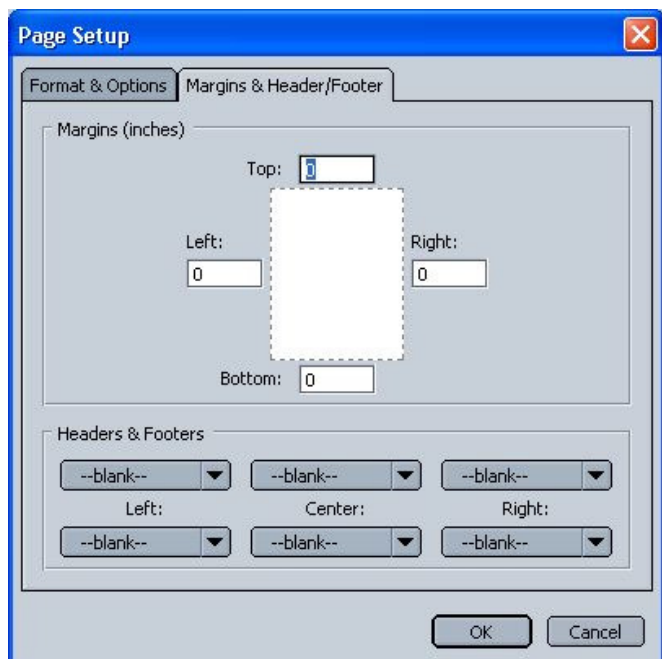 Page Setup
Format & Options Margins & Header/Footer
Margins (inches)
Top: 0
Left: Right:
0 0
Bottom: 0
Headers & Footers
--blank-- --blank-- --blank--
Left: Center: Right:
--blank-- --blank-- --blank--
OK Cancel